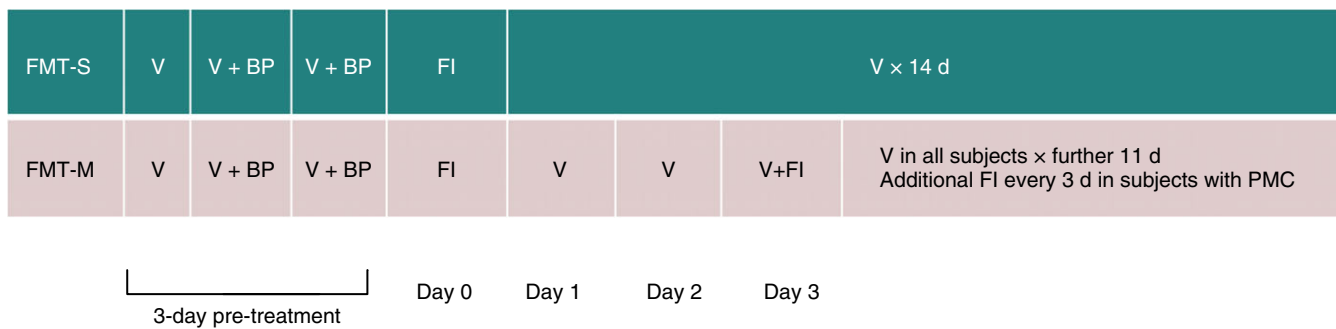 FMT-S V V + BP V + BP FI V × 14 d
FMT-M V V + BP V + BP FI V V V+FI V in all subjects × further 11 d
Additional FI every 3 d in subjects with PMC
3-day pre-treatment
Day 0 Day 1 Day 2 Day 3